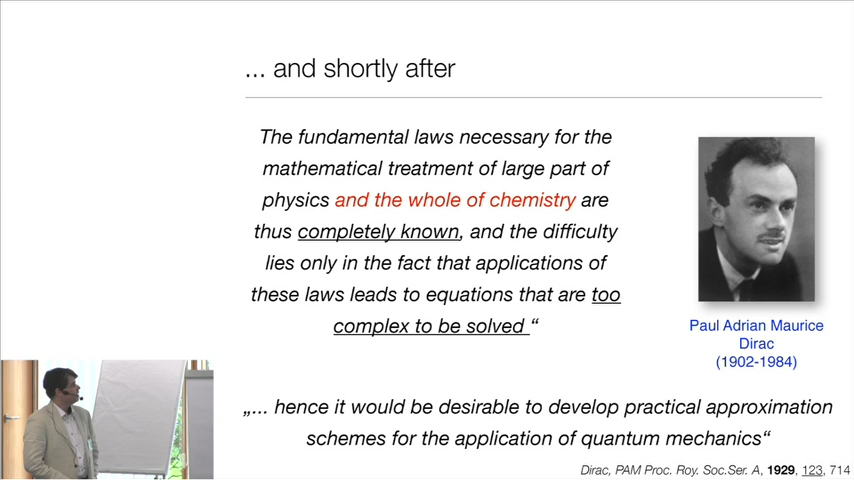 ... and shortly after
The fundamental laws necessary for the
mathematical treatment of large part of
physics and the whole of chemistry are
thus completely known, and the difficulty
lies only in the fact that applications of
these laws leads to equations that are too
complex to be solved “
Paul Adrian Maurice
Dirac
(1902-1984)
„... hence it would be desirable to develop practical approximation
schemes for the application of quantum mechanics“
Dirac, PAM Proc. Roy. Soc.Ser. A, 1929, 123, 714